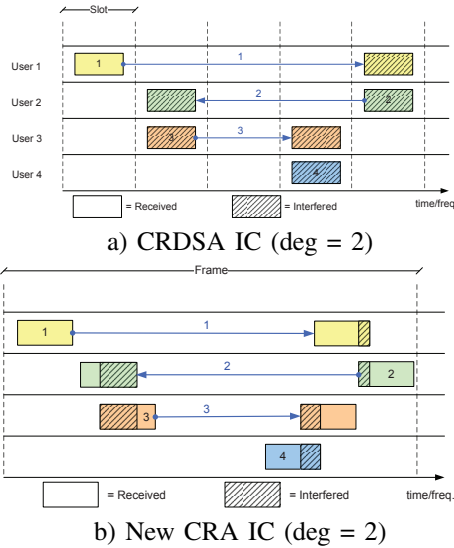 Slot
User 1
1
1
User 2
2
2
User 3
3
3
User 4
4
= Received
= Interfered
time/freq.
a) CRDSA IC (deg = 2)
Frame
1
1
2
2
3
3
4
= Received
= Interfered
time/freq.
b) New CRA IC (deg = 2)